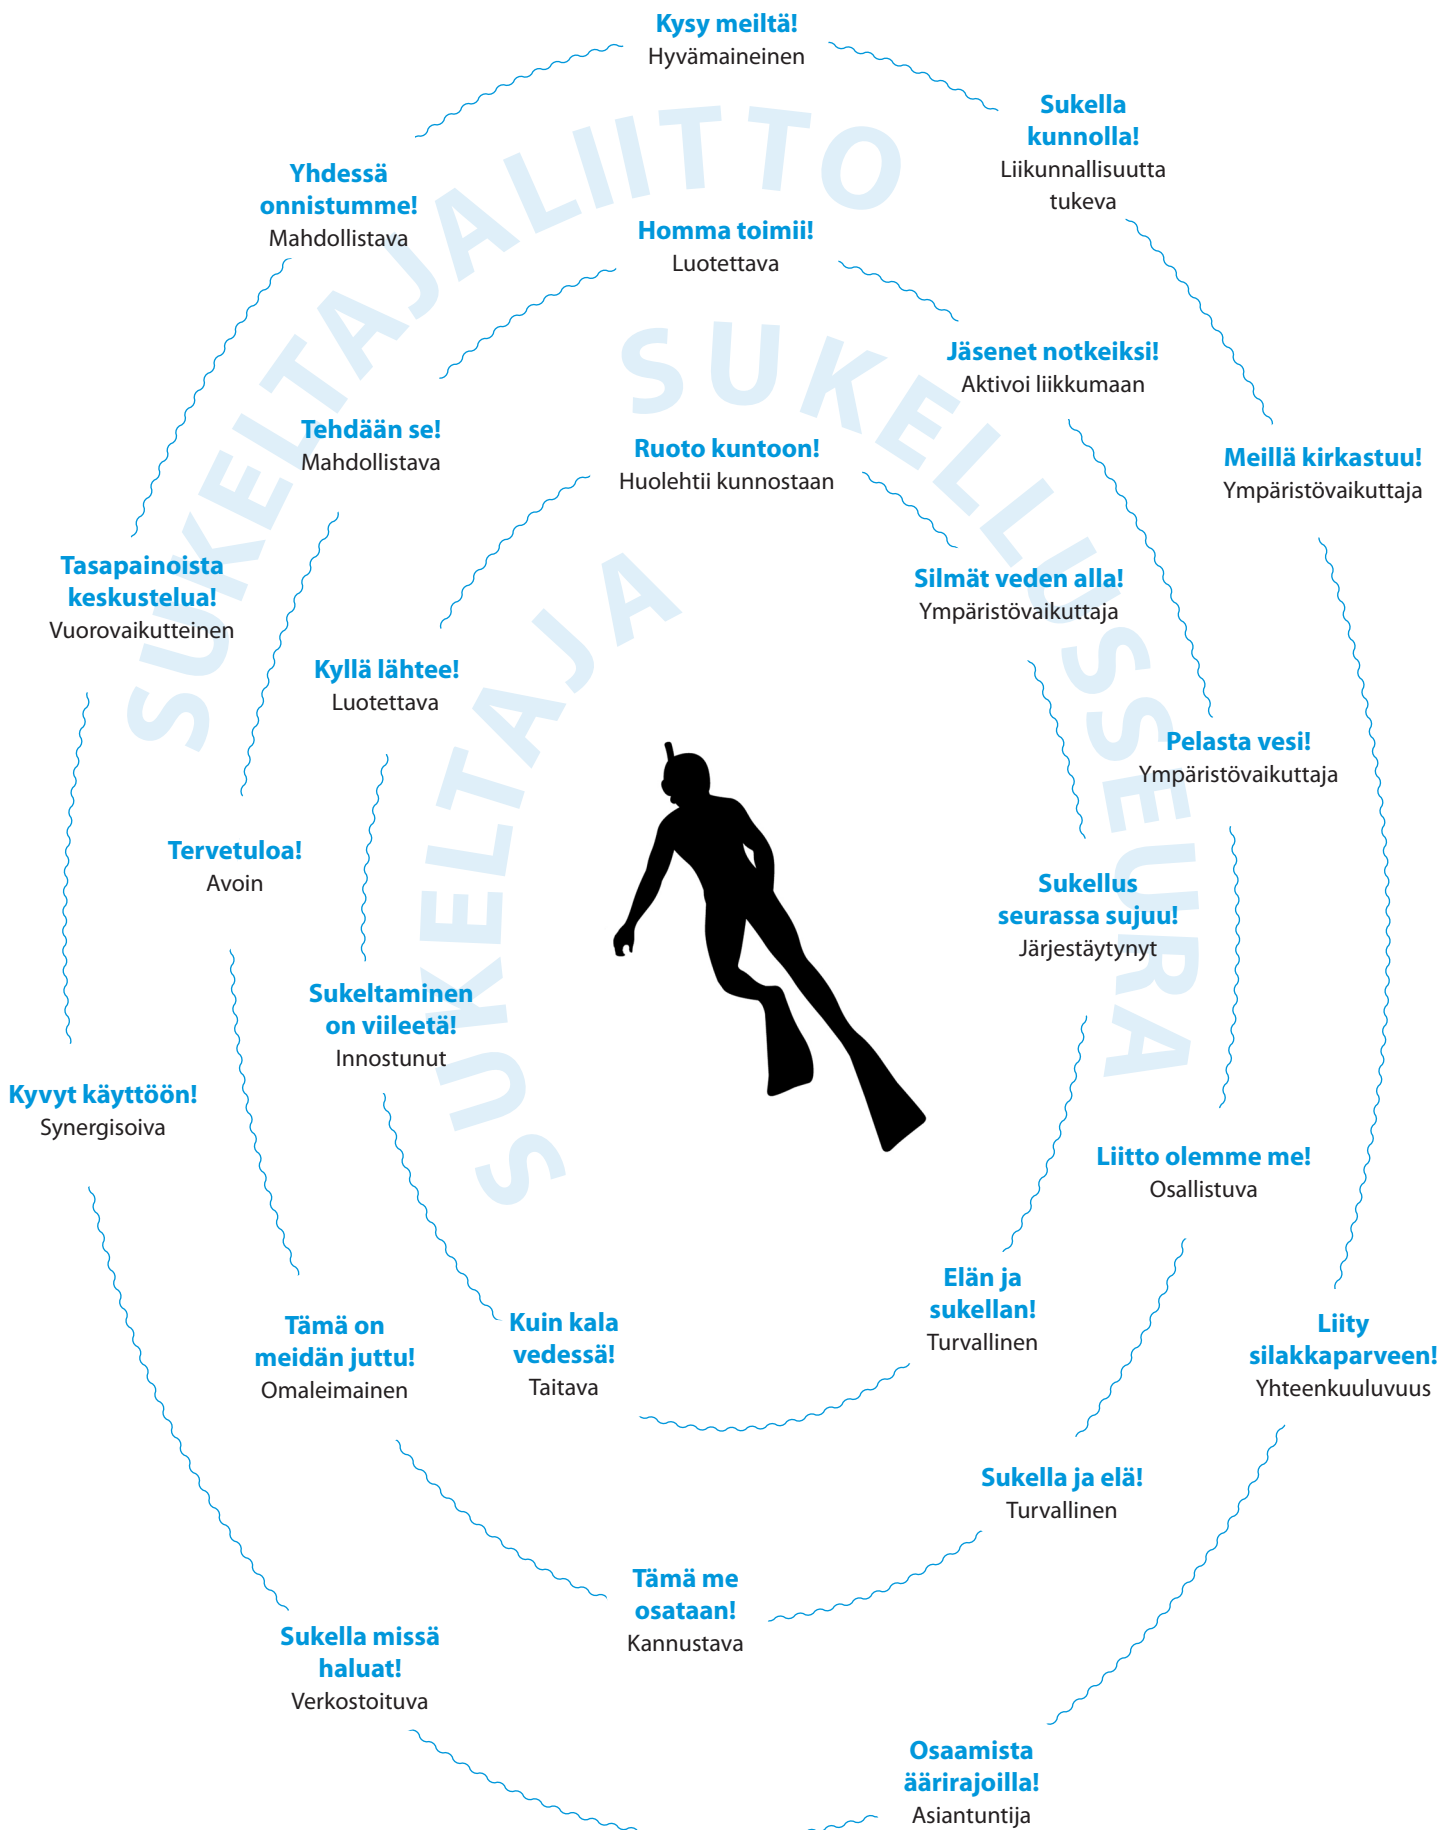 Kysy meiltä!
Hyvämaineinen
Sukella
kunnolla!
Liikunnallisuutta
tukeva
Yhdessä
onnistumme!
Mahdollistava
SUKELTAJALIITTO
Homma toimii!
Luotettava
SUKELLUSSEURA
Jäsenet notkeiksi!
Aktivoi liikkumaan
Tehdään se!
Mahdollistava
Ruoto kuntoon!
Huolehtii kunnostaan
Meillä kirkastuu!
Ympäristövaikuttaja
Tasapainoista
keskustelua!
Vuorovaikutteinen
SUKELTAJA
Silmät veden alla!
Ympäristövaikuttaja
Kyllä lähtee!
Luotettava
Pelasta vesi!
Ympäristövaikuttaja
Tervetuloa!
Avoin
Sukellus
seurassa sujuu!
Järjestäytynyt
Sukeltaminen
on viileetä!
Innostunut
Kyvyt käyttöön!
Synergisoiva
Liitto olemme me!
Osallistuva
Elän ja
sukellan!
Turvallinen
Tämä on
meidän juttu!
Omaleimainen
Kuin kala
vedessä!
Taitava
Liity
silakkaparveen!
Yhteenkuuluvuus
Sukella ja elä!
Turvallinen
Tämä me
osataan!
Kannustava
Sukella missä
haluat!
Verkostoituva
Osaamista
äärirajoilla!
Asiantuntija